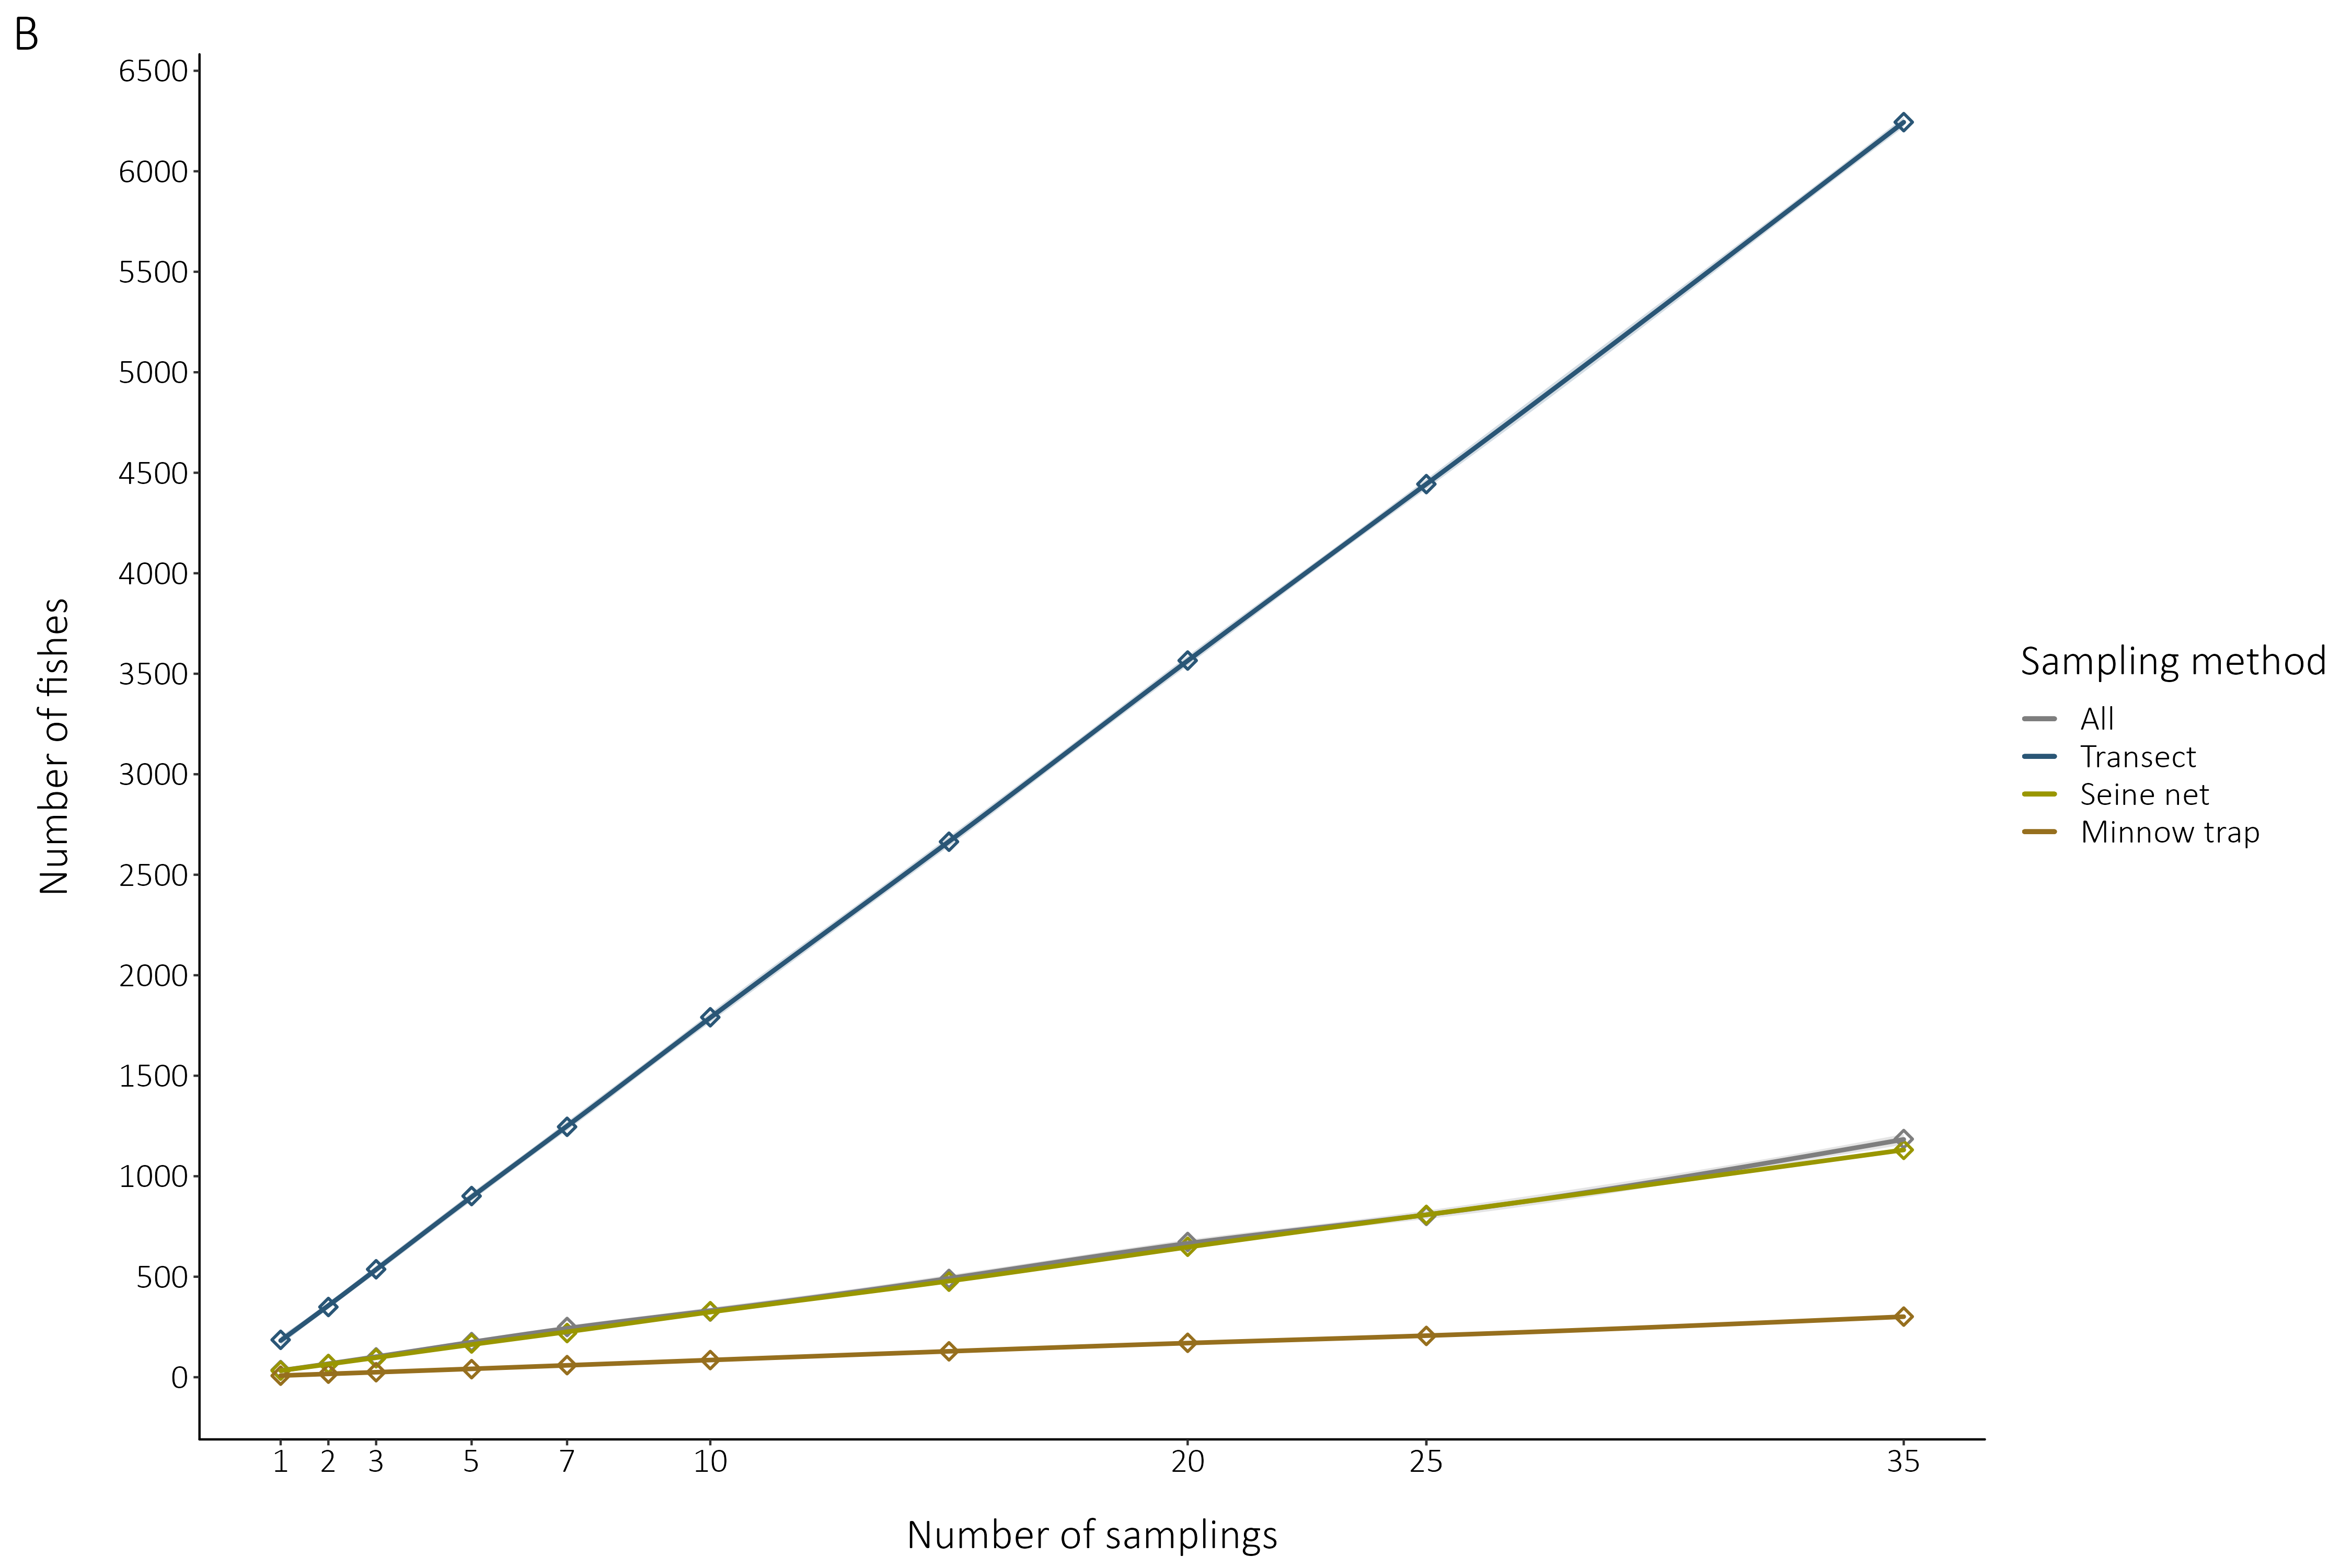 B
6500
6000
5500
5000
4500
4000
3500
3000
2500
2000
1500
1000
500
0
Number of fishes
1 2 3 5 7 10 20 25 35
Number of samplings
Sampling method
All
Transect
Seine net
Minnow trap